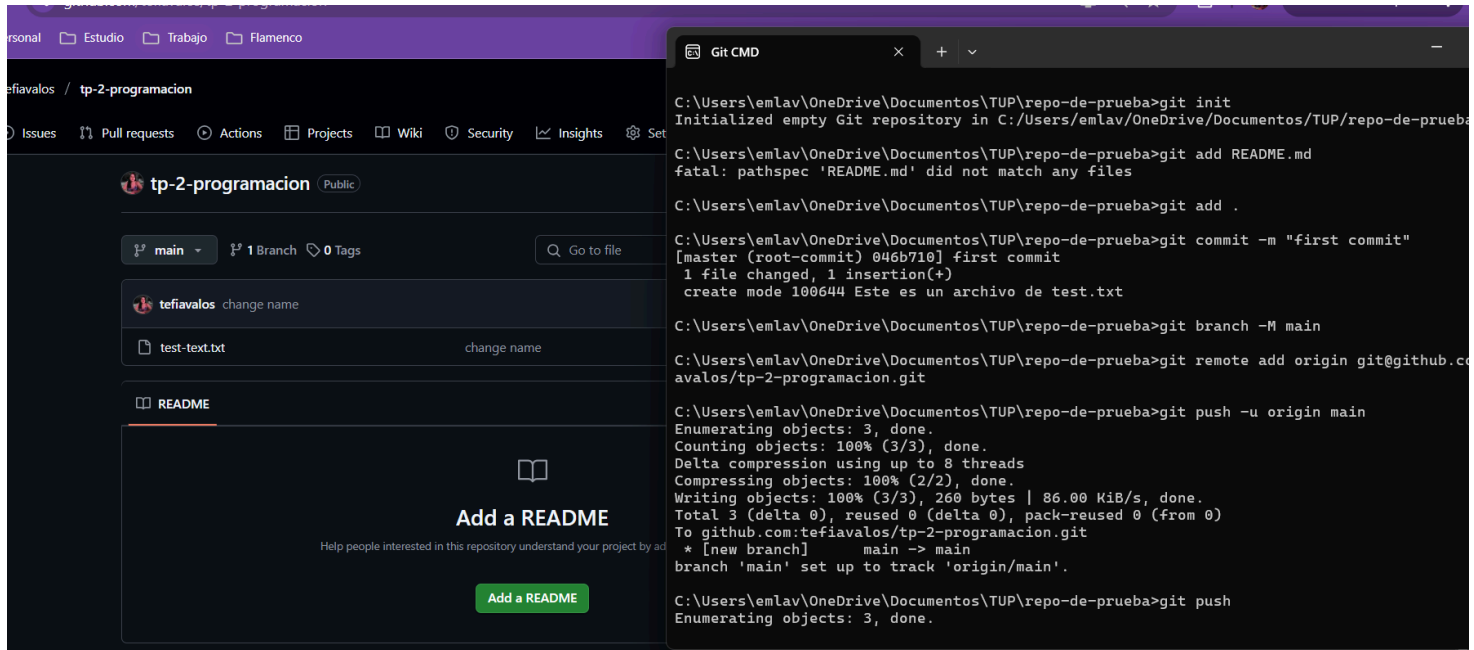 Estudio Trabajo Flamenco
efiavalos / tp-2-programacion
Issues Pull requests Actions Projects Wiki Security Insights Set
tp-2-programacion Public
main 1 Branch 0 Tags Go to file
tefiavalos change name
test-text.txt change name
README
Add a README
Help people interested in this repository understand your project by ad
Add a README
Git CMD
C:\Users\emlav\OneDrive\Documentos\TUP\repo-de-prueba>git init
Initialized empty Git repository in C:/Users/emlav/OneDrive/Documentos/TUP/repo-de-prueba
C:\Users\emlav\OneDrive\Documentos\TUP\repo-de-prueba>git add README.md
fatal: pathspec 'README.md' did not match any files
C:\Users\emlav\OneDrive\Documentos\TUP\repo-de-prueba>git add .
C:\Users\emlav\OneDrive\Documentos\TUP\repo-de-prueba>git commit -m "first commit"
[master (root-commit) 046b710] first commit
1 file changed, 1 insertion(+)
create mode 100644 Este es un archivo de test.txt
C:\Users\emlav\OneDrive\Documentos\TUP\repo-de-prueba>git branch -M main
C:\Users\emlav\OneDrive\Documentos\TUP\repo-de-prueba>git remote add origin git@github.co
avalos/tp-2-programacion.git
C:\Users\emlav\OneDrive\Documentos\TUP\repo-de-prueba>git push -u origin main
Enumerating objects: 3, done.
Counting objects: 100% (3/3), done.
Delta compression using up to 8 threads
Compressing objects: 100% (2/2), done.
Writing objects: 100% (3/3), 260 bytes | 86.00 KiB/s, done.
Total 3 (delta 0), reused 0 (delta 0), pack-reused 0 (from 0)
To github.com:tefiavalos/tp-2-programacion.git
* [new branch] main -> main
branch 'main' set up to track 'origin/main'.
C:\Users\emlav\OneDrive\Documentos\TUP\repo-de-prueba>git push
Enumerating objects: 3, done.